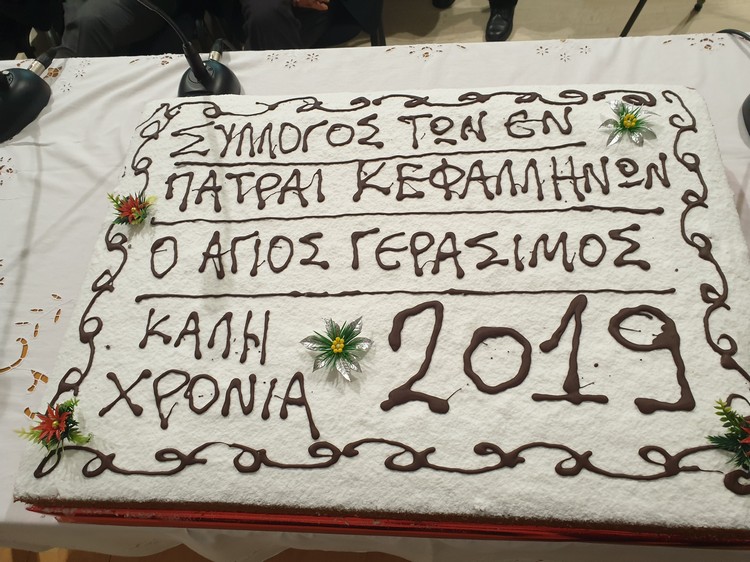 ΣΥΛΛΟΓΟΣ ΤΩΝ ΕΝ
ΠΑΤΡΑΙ ΚΕΦΑΛΛΗΝΩΝ
Ο ΑΓΙΟΣ ΓΕΡΑΣΙΜΟΣ
ΚΑΛΗ
ΧΡΟΝΙΑ 2019